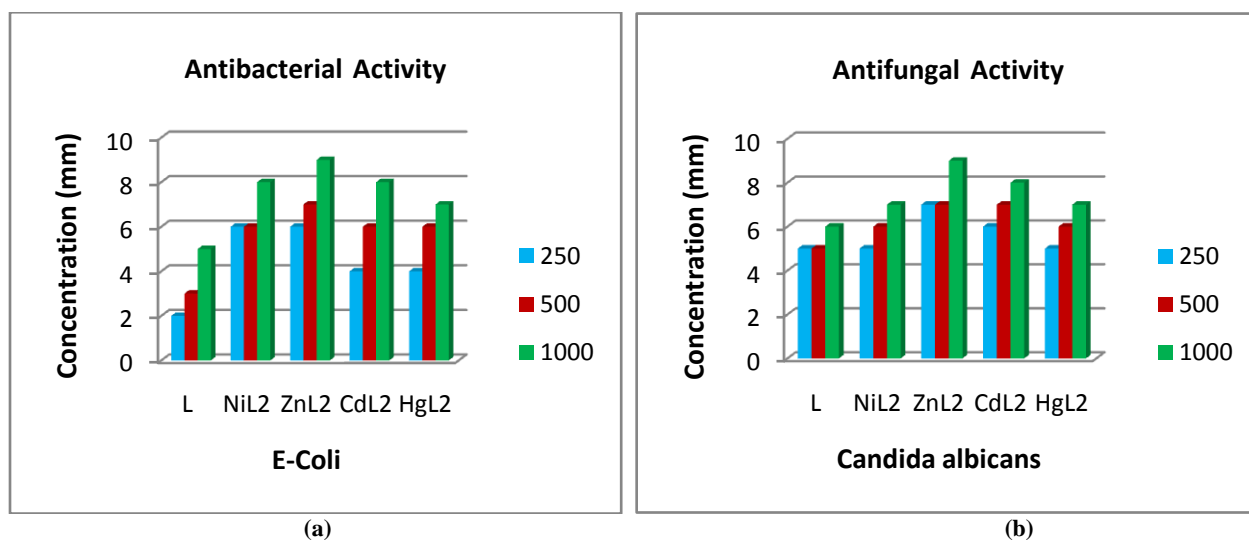 Antibacterial Activity
Concentration (mm)
10
8
6
4
2
0
L NiL2 ZnL2 CdL2 HgL2
E-Coli
250
500
1000
(a)
Antifungal Activity
Concentration (mm)
10
8
6
4
2
0
L NiL2 ZnL2 CdL2 HgL2
Candida albicans
250
500
1000
(b)